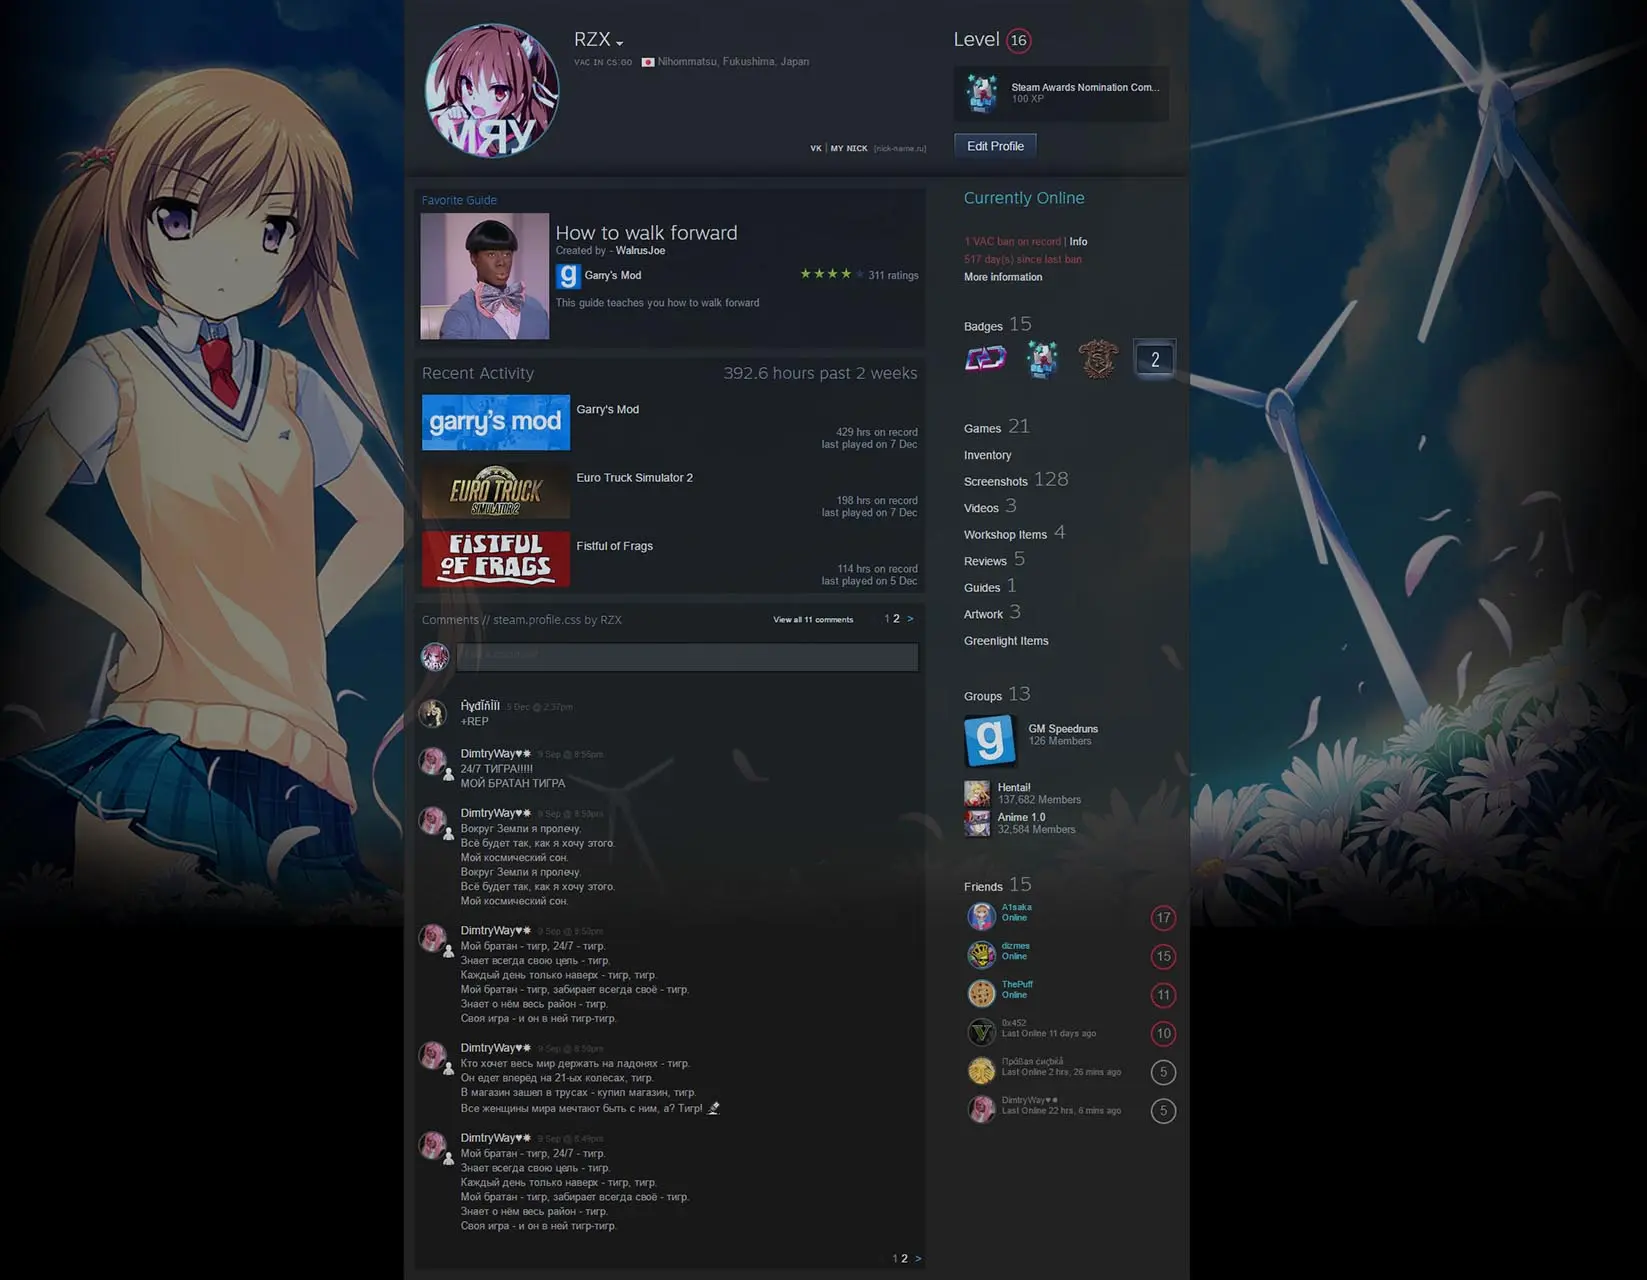 RZX
VAC IN CS:GO Nihommatsu, Fukushima, Japan
МЯУ
VK | MY NICK [nick-name.ru]
Level 16
Steam Awards Nomination Com...
100 XP
Edit Profile
Favorite Guide
How to walk forward
Created by - WalrusJoe
g Garry's Mod 311 ratings
This guide teaches you how to walk forward
Recent Activity 392.6 hours past 2 weeks
garry's mod
Garry's Mod
429 hrs on record
last played on 7 Dec
EURO TRUCK
SIMULATOR 2
Euro Truck Simulator 2
198 hrs on record
last played on 7 Dec
FISTFUL
OF FRAGS
Fistful of Frags
114 hrs on record
last played on 5 Dec
Comments // steam.profile.css by RZX View all 11 comments 1 2 >
5 Dec @ 2:37pm
+REP
DimtryWay♥✸ 9 Sep @ 8:55pm
24/7 ТИГРА!!!!!
МОЙ БРАТАН ТИГРА
DimtryWay♥✸ 9 Sep @ 8:50pm
Вокруг Земли я пролечу.
Всё будет так, как я хочу этого.
Мой космический сон.
Вокруг Земли я пролечу.
Всё будет так, как я хочу этого.
Мой космический сон.
DimtryWay♥✸ 9 Sep @ 8:50pm
Мой братан - тигр, 24/7 - тигр.
Знает всегда свою цель - тигр.
Каждый день только наверх - тигр, тигр.
Мой братан - тигр, забирает всегда своё - тигр.
Знает о нём весь район - тигр.
Своя игра - и он в ней тигр-тигр.
DimtryWay♥✸ 9 Sep @ 8:50pm
Кто хочет весь мир держать на ладонях - тигр.
Он едет вперёд на 21-ых колесах, тигр.
В магазин зашел в трусах - купил магазин, тигр.
Все женщины мира мечтают быть с ним, а? Тигр!
DimtryWay♥✸ 9 Sep @ 8:49pm
Мой братан - тигр, 24/7 - тигр.
Знает всегда свою цель - тигр.
Каждый день только наверх - тигр, тигр.
Мой братан - тигр, забирает всегда своё - тигр.
Знает о нём весь район - тигр.
Своя игра - и он в ней тигр-тигр.
1 2 >
Currently Online
1 VAC ban on record | Info
517 day(s) since last ban
More information
Badges 15
2
Games 21
Inventory
Screenshots 128
Videos 3
Workshop Items 4
Reviews 5
Guides 1
Artwork 3
Greenlight Items
Groups 13
g
GM Speedruns
126 Members
Hentai!
137,682 Members
Anime 1.0
32,584 Members
Friends 15
A1saka
Online
17
dizmes
Online
15
ThePuff
Online
11
0x452
Last Online 11 days ago
10
Last Online 2 hrs, 26 mins ago
5
DimtryWay♥✸
Last Online 22 hrs, 6 mins ago
5